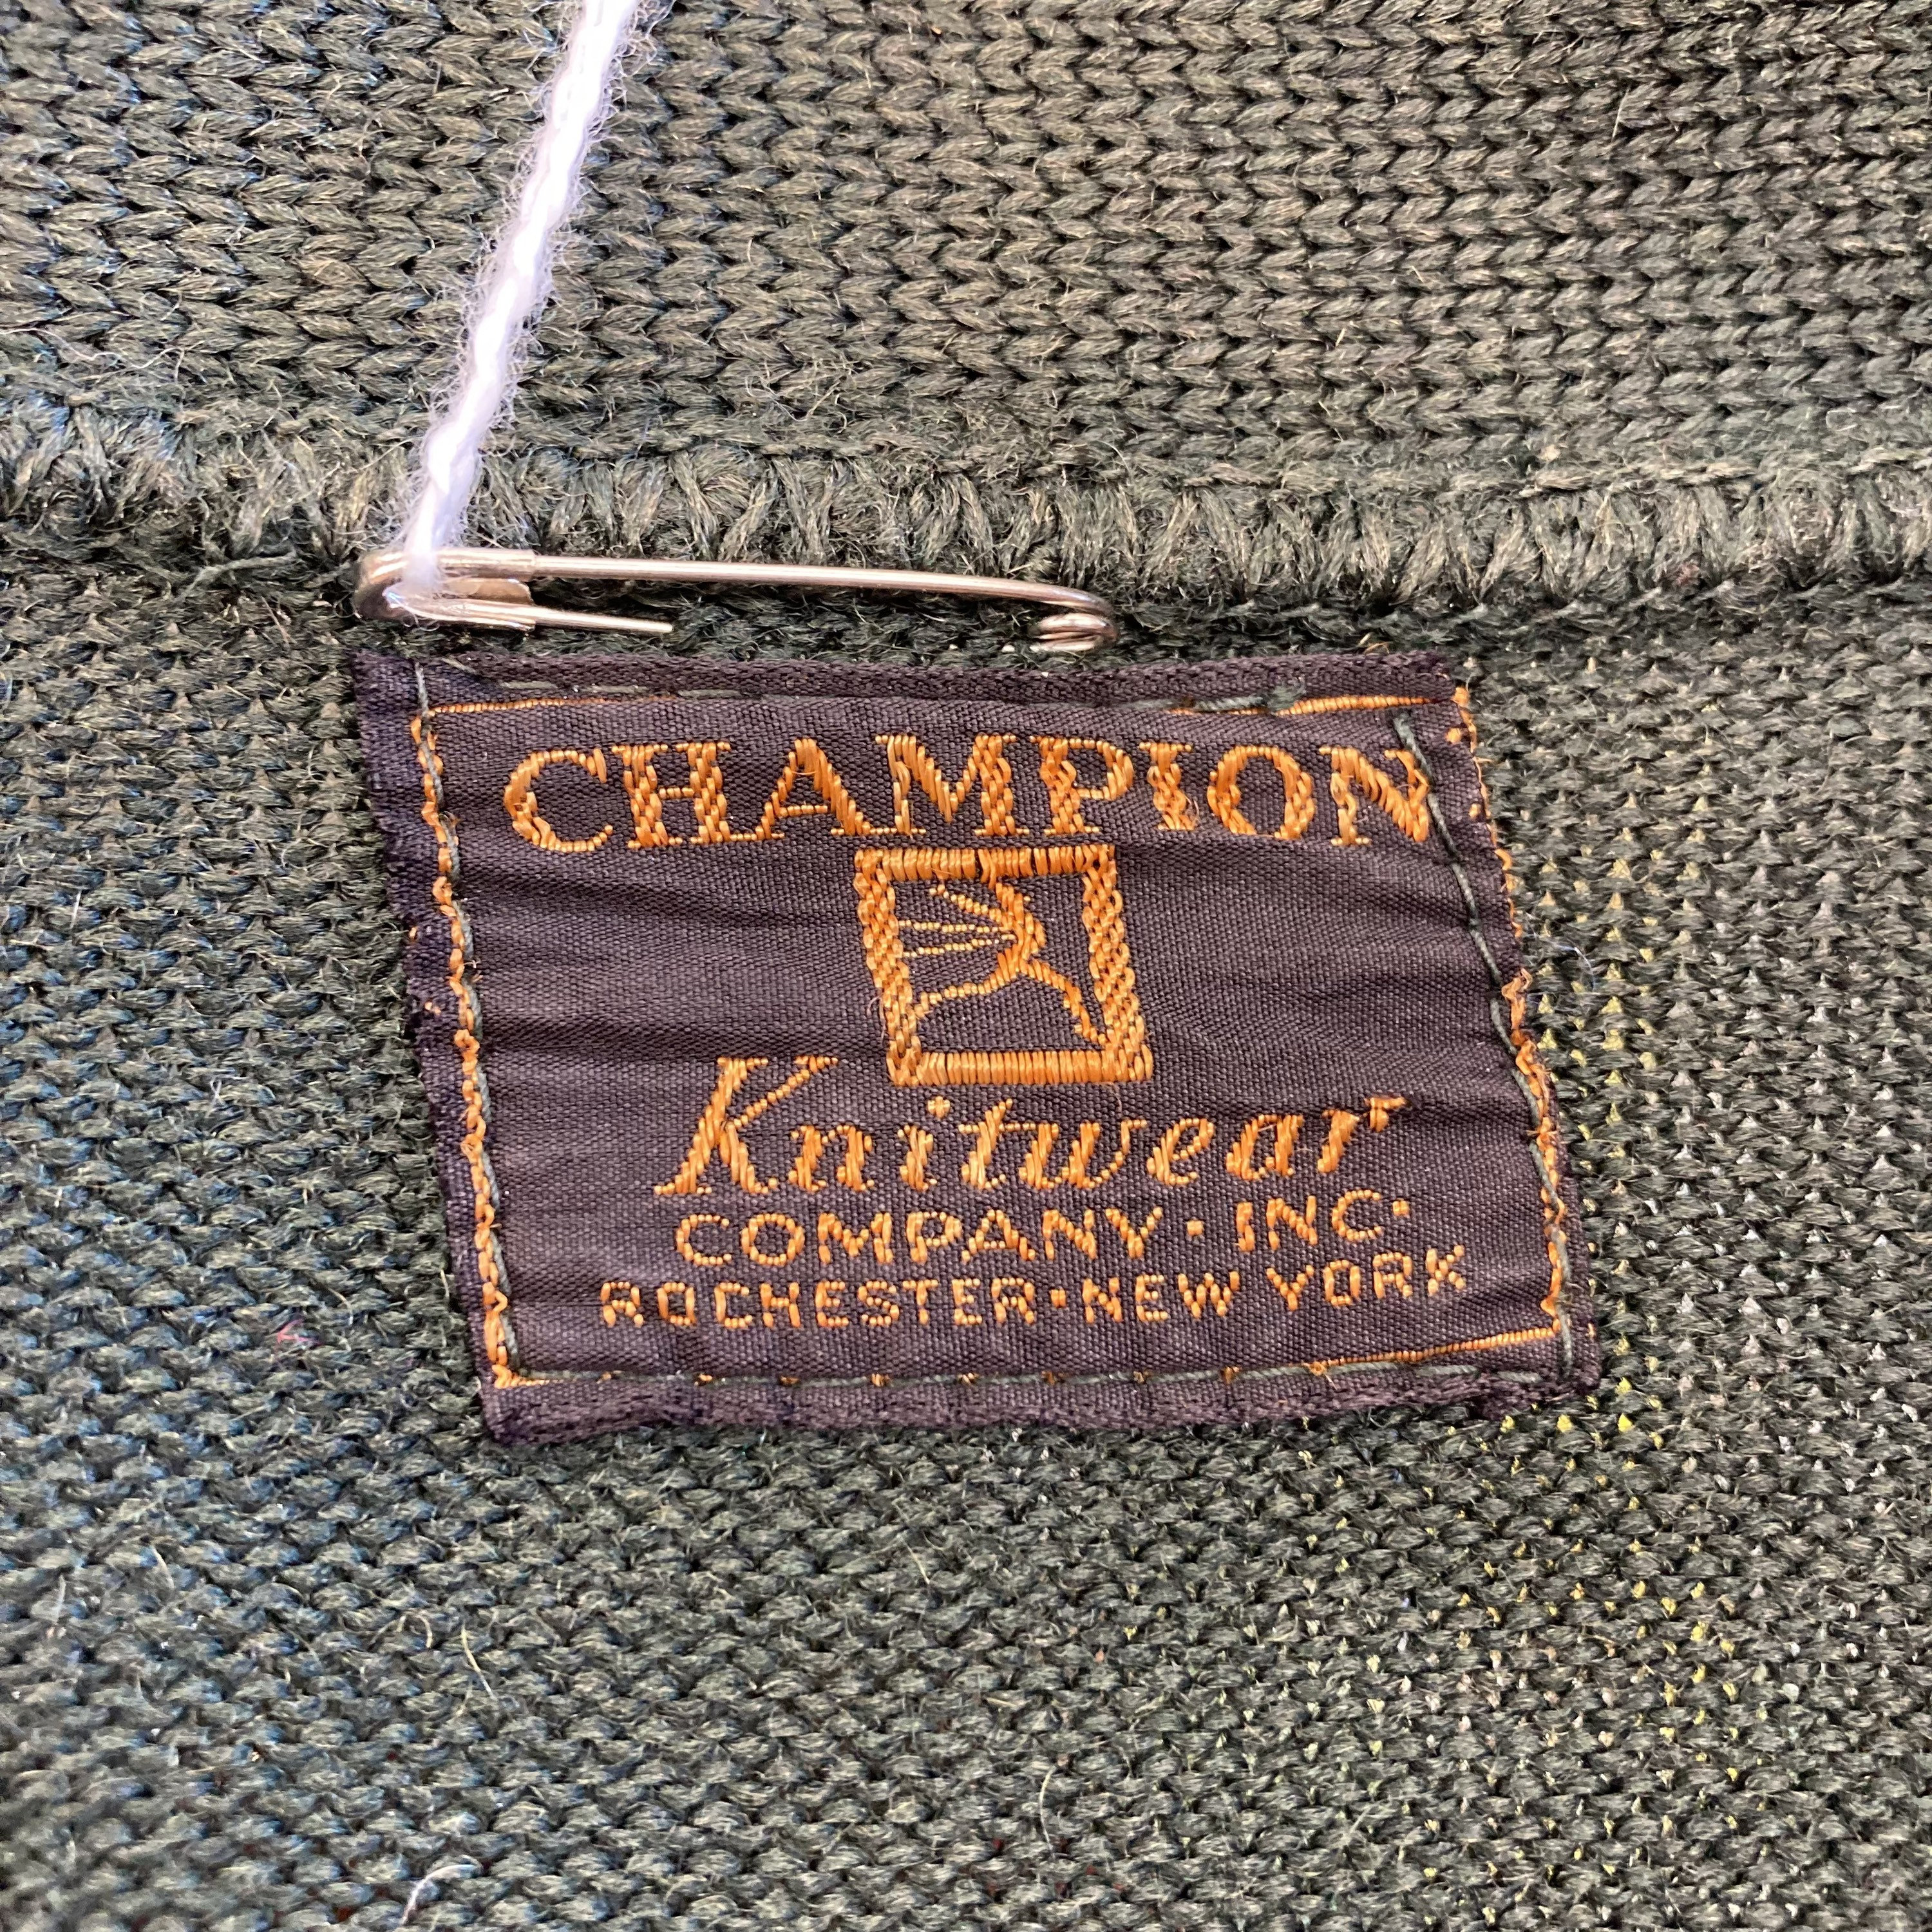 CHAMPION
Knitwear
COMPANY·INC·
ROCHESTER·NEW YORK